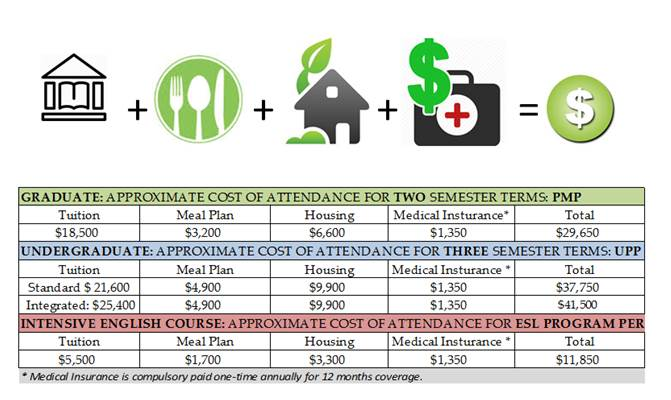 + + + $ + = $
GRADUATE: APPROXIMATE COST OF ATTENDANCE FOR TWO SEMESTER TERMS: PMP
Tuition Meal Plan Housing Medical Insturance* Total
$18,500 $3,200 $6,600 $1,350 $29,650
UNDERGRADUATE: APPROXIMATE COST OF ATTENDANCE FOR THREE SEMESTER TERMS: UPP
Tuition Meal Plan Housing Medical Insturance * Total
Standard $ 21,600 $4,900 $9,900 $1,350 $37,750
Integrated: $25,400 $4,900 $9,900 $1,350 $41,500
INTENSIVE ENGLISH COURSE: APPROXIMATE COST OF ATTENDANCE FOR ESL PROGRAM PER
Tuition Meal Plan Housing Medical Insturance * Total
$5,500 $1,700 $3,300 $1,350 $11,850
* Medical Insurance is compulsory paid one-time annually for 12 months coverage.